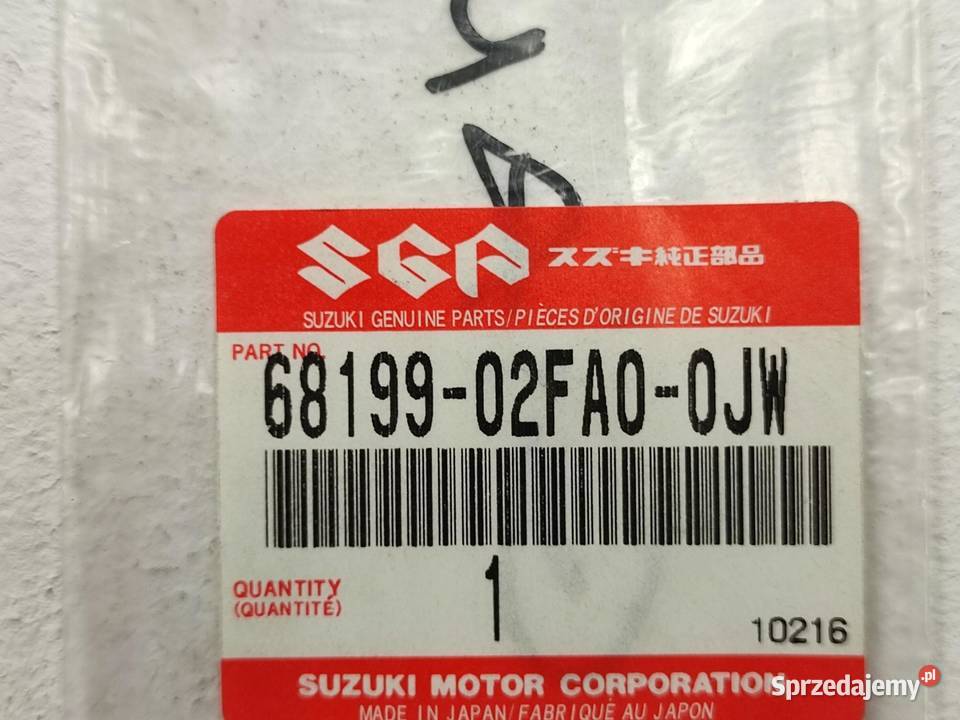 SGP スズキ純正部品
SUZUKI GENUINE PARTS/PIÈCES D'ORIGINE DE SUZUKI
PART NO.
68199-02FA0-0JW
QUANTITY
(QUANTITÉ)
1
10216
SUZUKI MOTOR CORPORATION
Sprzedajemy.pl
MADE IN JAPAN/FABRIQUÉ AU JAPON